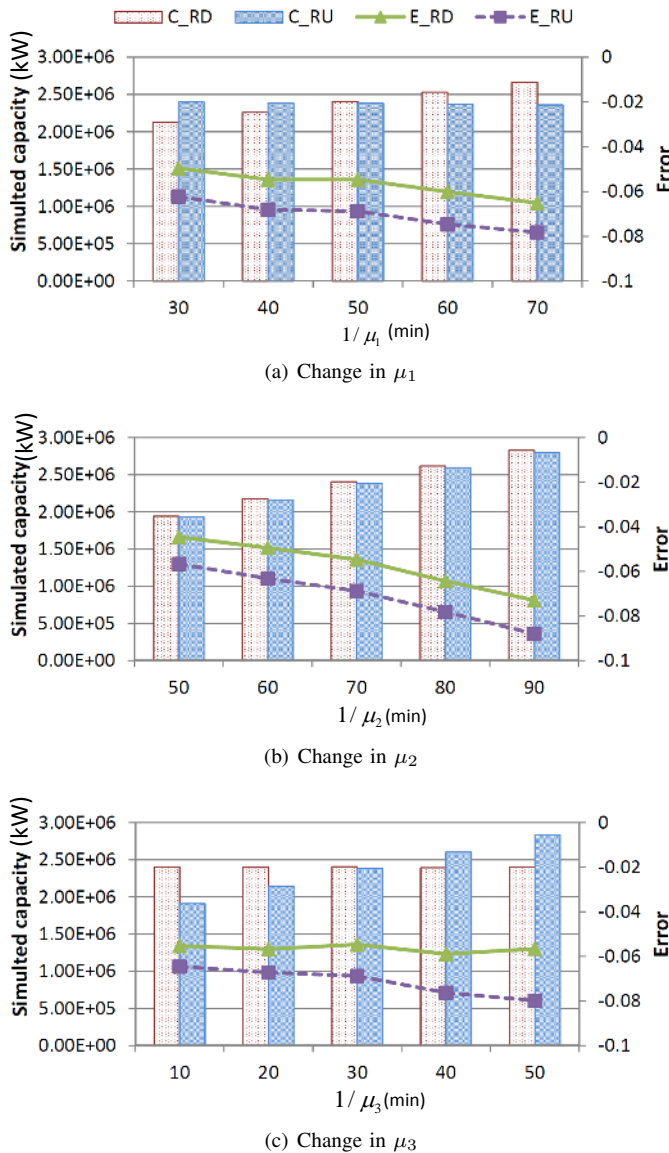 C_RD C_RU E_RD E_RU
Simulted capacity (kW)
3.00E+06
2.50E+06
2.00E+06
1.50E+06
1.00E+06
5.00E+05
0.00E+00
0
-0.02
-0.04
-0.06
-0.08
-0.1
Error
30 40 50 60 70
1/ μ₁ (min)
(a) Change in μ₁
Simulated capacity(kW)
3.00E+06
2.50E+06
2.00E+06
1.50E+06
1.00E+06
5.00E+05
0.00E+00
0
-0.02
-0.04
-0.06
-0.08
-0.1
Error
50 60 70 80 90
1/ μ₂ (min)
(b) Change in μ₂
Simulted capacity (kW)
3.00E+06
2.50E+06
2.00E+06
1.50E+06
1.00E+06
5.00E+05
0.00E+00
0
-0.02
-0.04
-0.06
-0.08
-0.1
Error
10 20 30 40 50
1/ μ₃ (min)
(c) Change in μ₃